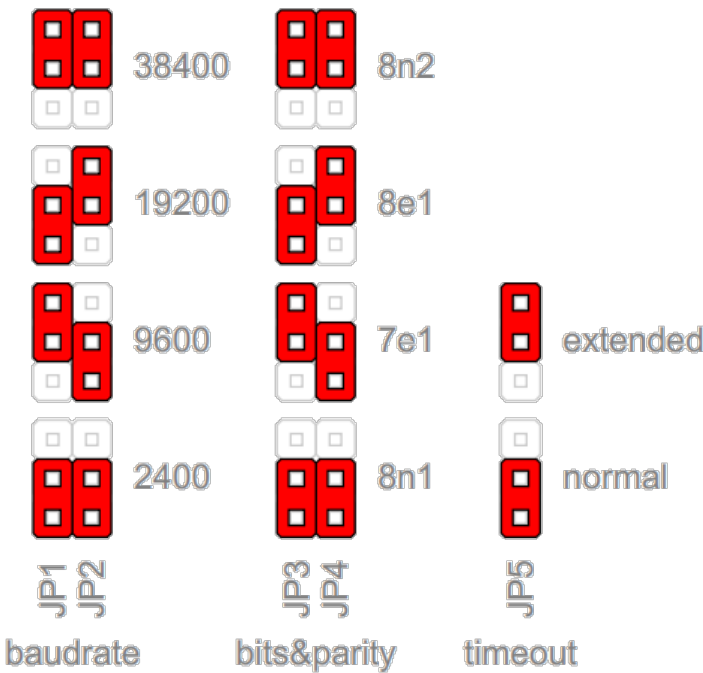 38400 8n2
19200 8e1
9600 7e1 extended
2400 8n1 normal
JP1 JP2 JP3 JP4 JP5
baudrate bits&parity timeout